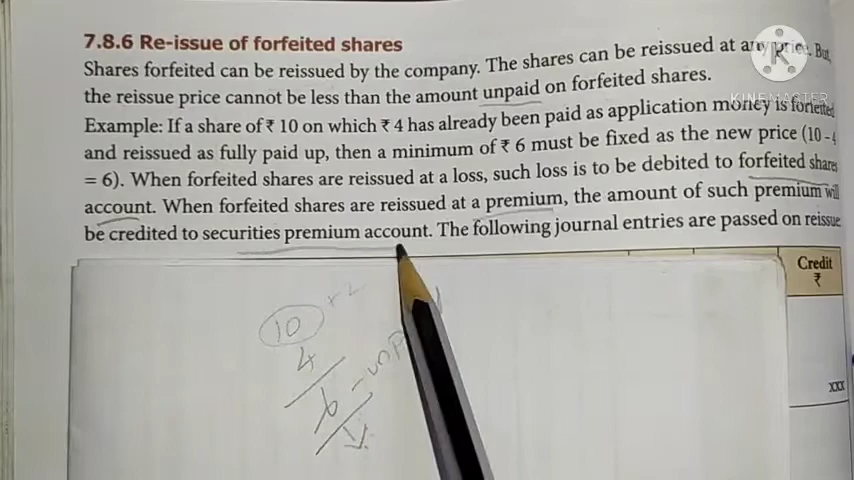 7.8.6 Re-issue of forfeited shares
Shares forfeited can be reissued by the company. The shares can be reissued at any price. But,
the reissue price cannot be less than the amount unpaid on forfeited shares.
Example: If a share of ₹ 10 on which ₹ 4 has already been paid as application money is forfeited
and reissued as fully paid up, then a minimum of ₹ 6 must be fixed as the new price (10 – 4
= 6). When forfeited shares are reissued at a loss, such loss is to be debited to forfeited shares
account. When forfeited shares are reissued at a premium, the amount of such premium will
be credited to securities premium account. The following journal entries are passed on reissue
Credit
₹
xxx
10 + 2
4
6 -
K
KINEMASTER